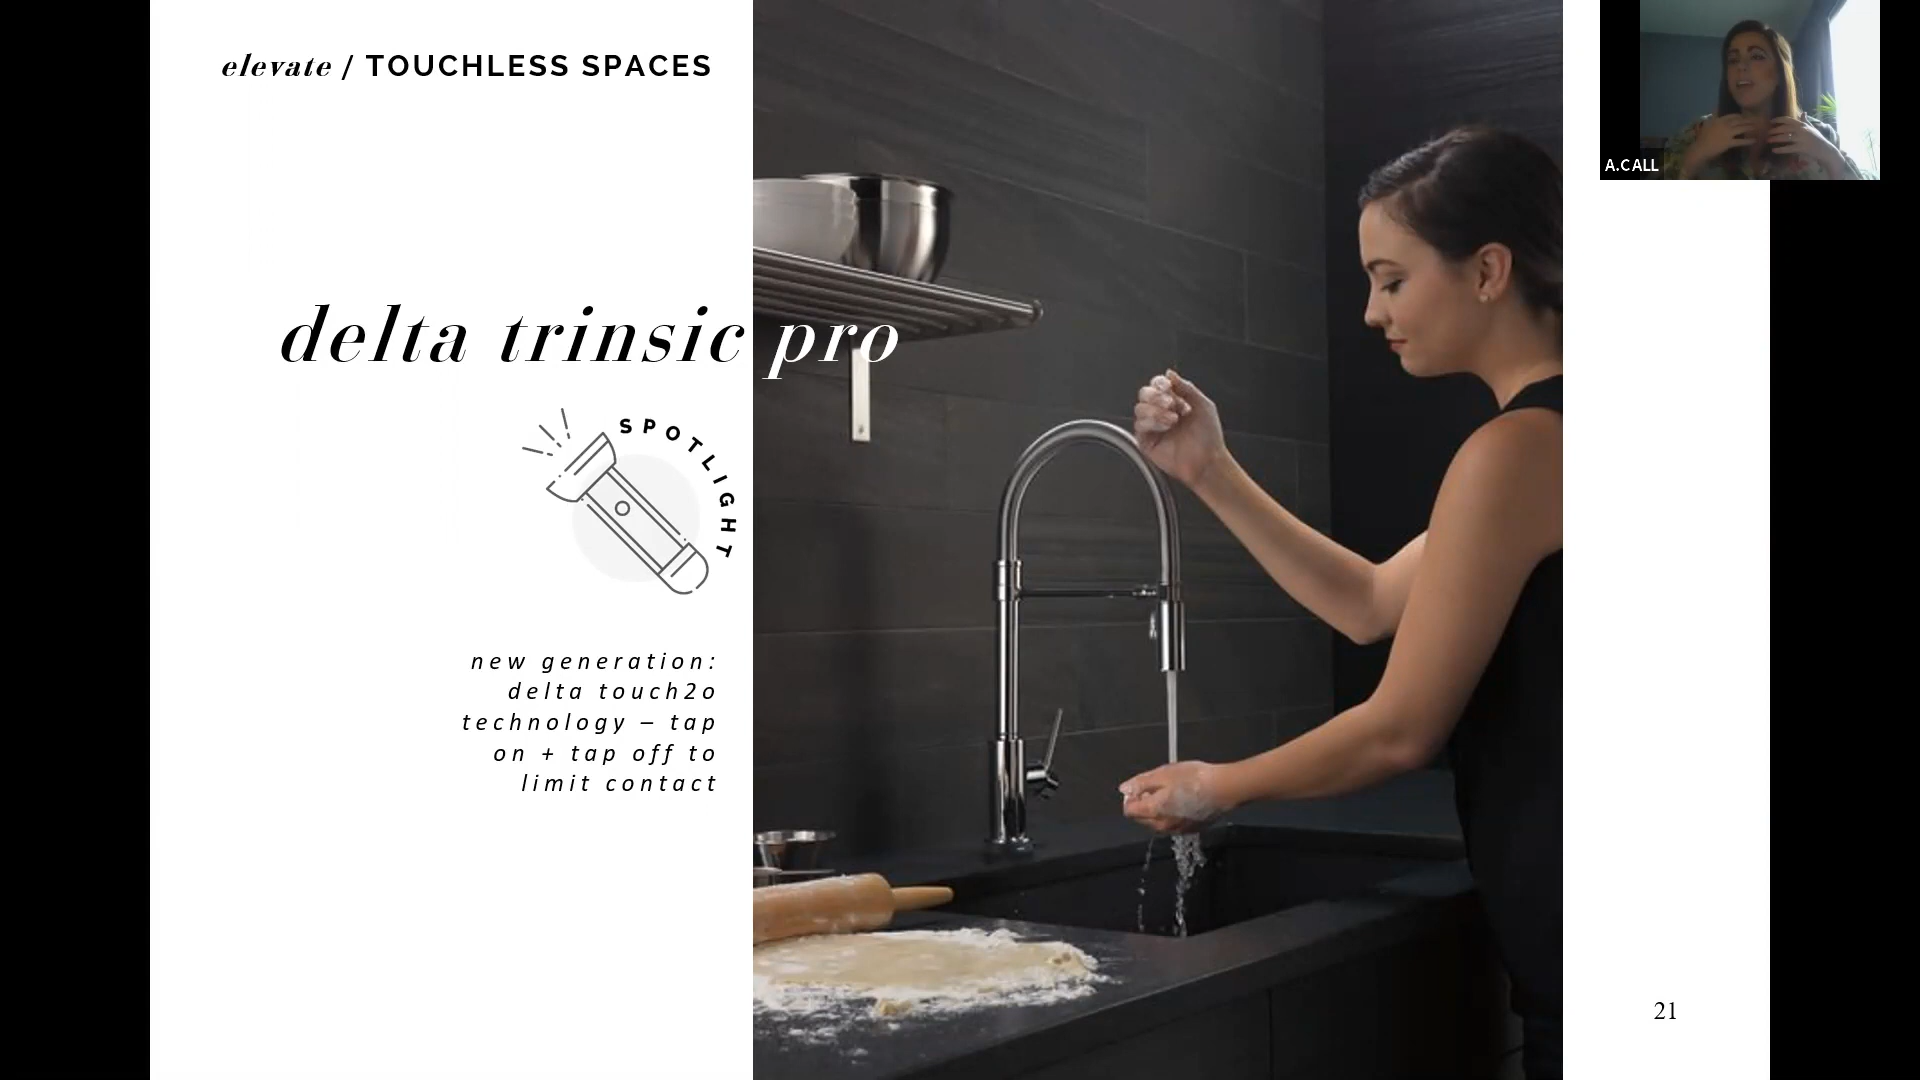 elevate / TOUCHLESS SPACES
A.CALL
delta trinsic pro
SPOTLIGHT
new generation:
delta touch2o
technology – tap
on + tap off to
limit contact
21